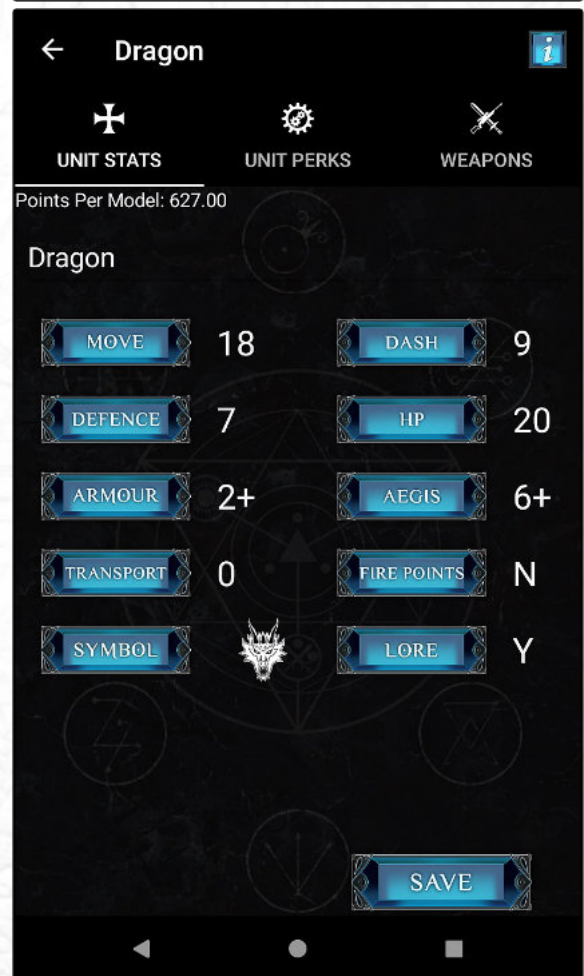 Dragon
i
UNIT STATS UNIT PERKS WEAPONS
Points Per Model: 627.00
Dragon
MOVE 18 DASH 9
DEFENCE 7 HP 20
ARMOUR 2+ AEGIS 6+
TRANSPORT 0 FIRE POINTS N
SYMBOL LORE Y
SAVE